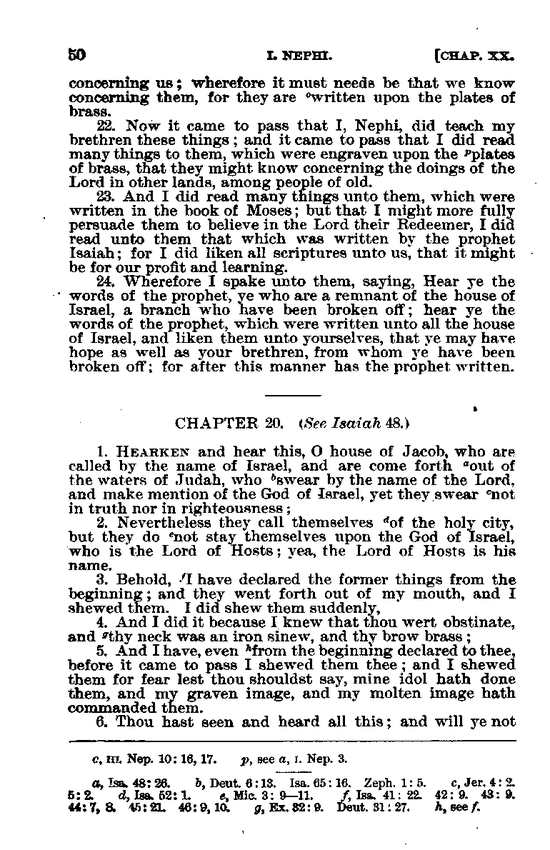 50 I. NEPHI. [CHAP. XX.
concerning us; wherefore it must needs be that we know
concerning them, for they are ᵒwritten upon the plates of
brass.
22. Now it came to pass that I, Nephi, did teach my
brethren these things; and it came to pass that I did read
many things to them, which were engraven upon the ᵖplates
of brass, that they might know concerning the doings of the
Lord in other lands, among people of old.
23. And I did read many things unto them, which were
written in the book of Moses; but that I might more fully
persuade them to believe in the Lord their Redeemer, I did
read unto them that which was written by the prophet
Isaiah; for I did liken all scriptures unto us, that it might
be for our profit and learning.
24. Wherefore I spake unto them, saying, Hear ye the
words of the prophet, ye who are a remnant of the house of
Israel, a branch who have been broken off; hear ye the
words of the prophet, which were written unto all the house
of Israel, and liken them unto yourselves, that ye may have
hope as well as your brethren, from whom ye have been
broken off; for after this manner has the prophet written.
CHAPTER 20. (See Isaiah 48.)
1. HEARKEN and hear this, O house of Jacob, who are
called by the name of Israel, and are come forth ᵃout of
the waters of Judah, who ᵇswear by the name of the Lord,
and make mention of the God of Israel, yet they swear ᶜnot
in truth nor in righteousness;
2. Nevertheless they call themselves ᵈof the holy city,
but they do ᵉnot stay themselves upon the God of Israel,
who is the Lord of Hosts; yea, the Lord of Hosts is his
name.
3. Behold, ᶠI have declared the former things from the
beginning; and they went forth out of my mouth, and I
shewed them. I did shew them suddenly,
4. And I did it because I knew that thou wert obstinate,
and ᵍthy neck was an iron sinew, and thy brow brass;
5. And I have, even ʰfrom the beginning declared to thee,
before it came to pass I shewed them thee; and I shewed
them for fear lest thou shouldst say, mine idol hath done
them, and my graven image, and my molten image hath
commanded them.
6. Thou hast seen and heard all this; and will ye not
III. Nep. 10: 16, 17. p, see a, I. Nep. 3.
a, Isa. 48: 26. b, Deut. 6: 13. Isa. 65: 16. Zeph. 1: 5. c, Jer. 4: 2.
5: 2. d, Isa. 52: 1. e, Mic. 3: 9—11. f, Isa. 41: 22. 42: 9. 43: 9.
44: 7, 8. 45: 21. 46: 9, 10. g, Ex. 32: 9. Deut. 31: 27. h, see f.